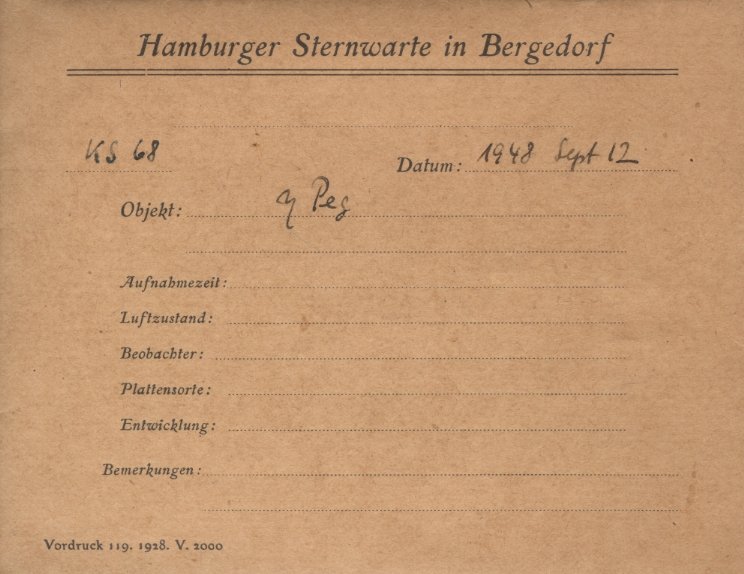 Hamburger Sternwarte in Bergedorf
KS 68
Datum: 1948 Sept 12
Objekt: η Peg
Aufnahmezeit:
Luftzustand:
Beobachter:
Plattensorte:
Entwicklung:
Bemerkungen:
Vordruck 119. 1928. V. 2000